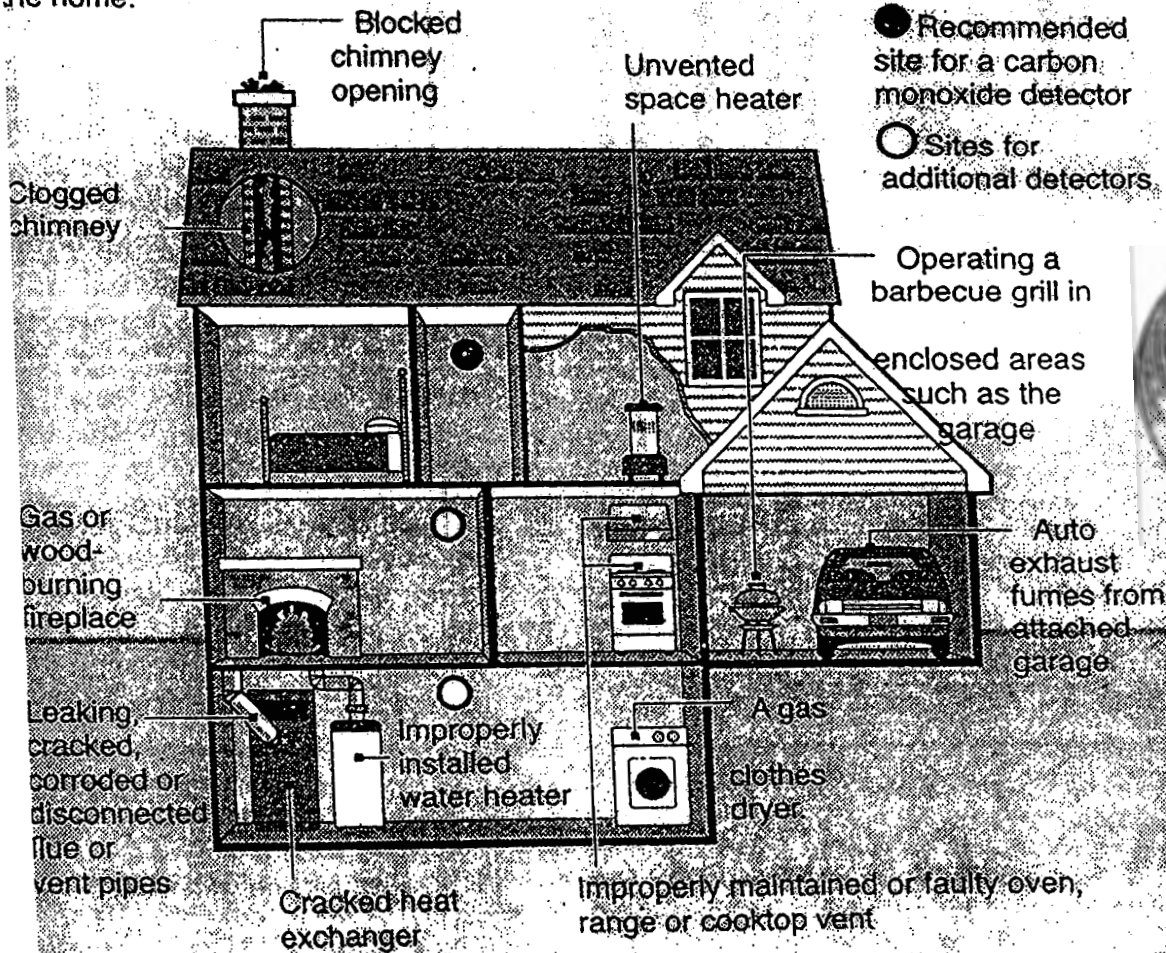 the home.
Blocked
chimney
opening
Unvented
space heater
Recommended
site for a carbon
monoxide detector
Sites for
additional detectors
Clogged
chimney
Operating a
barbecue grill in
enclosed areas
such as the
garage
Gas or
wood-
burning
fireplace
Auto
exhaust
fumes from
attached
garage
Leaking,
cracked,
corroded or
disconnected
flue or
vent pipes
Improperly
installed
water heater
A gas
clothes
dryer.
Cracked heat
exchanger
Improperly maintained or faulty oven,
range or cooktop vent